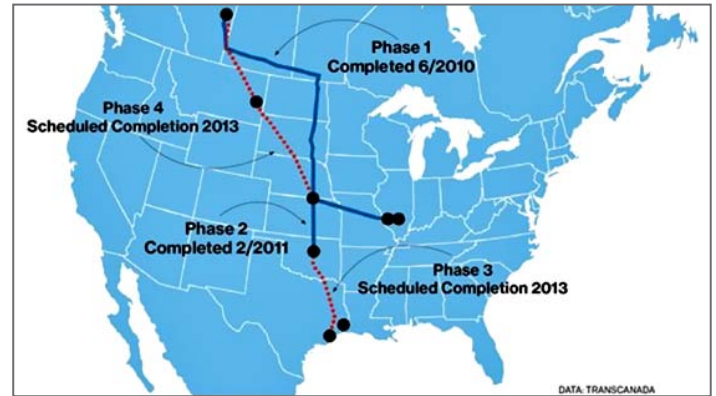 Phase 1
Completed 6/2010
Phase 4
Scheduled Completion 2013
Phase 2
Completed 2/2011
Phase 3
Scheduled Completion 2013
DATA: TRANSCANADA